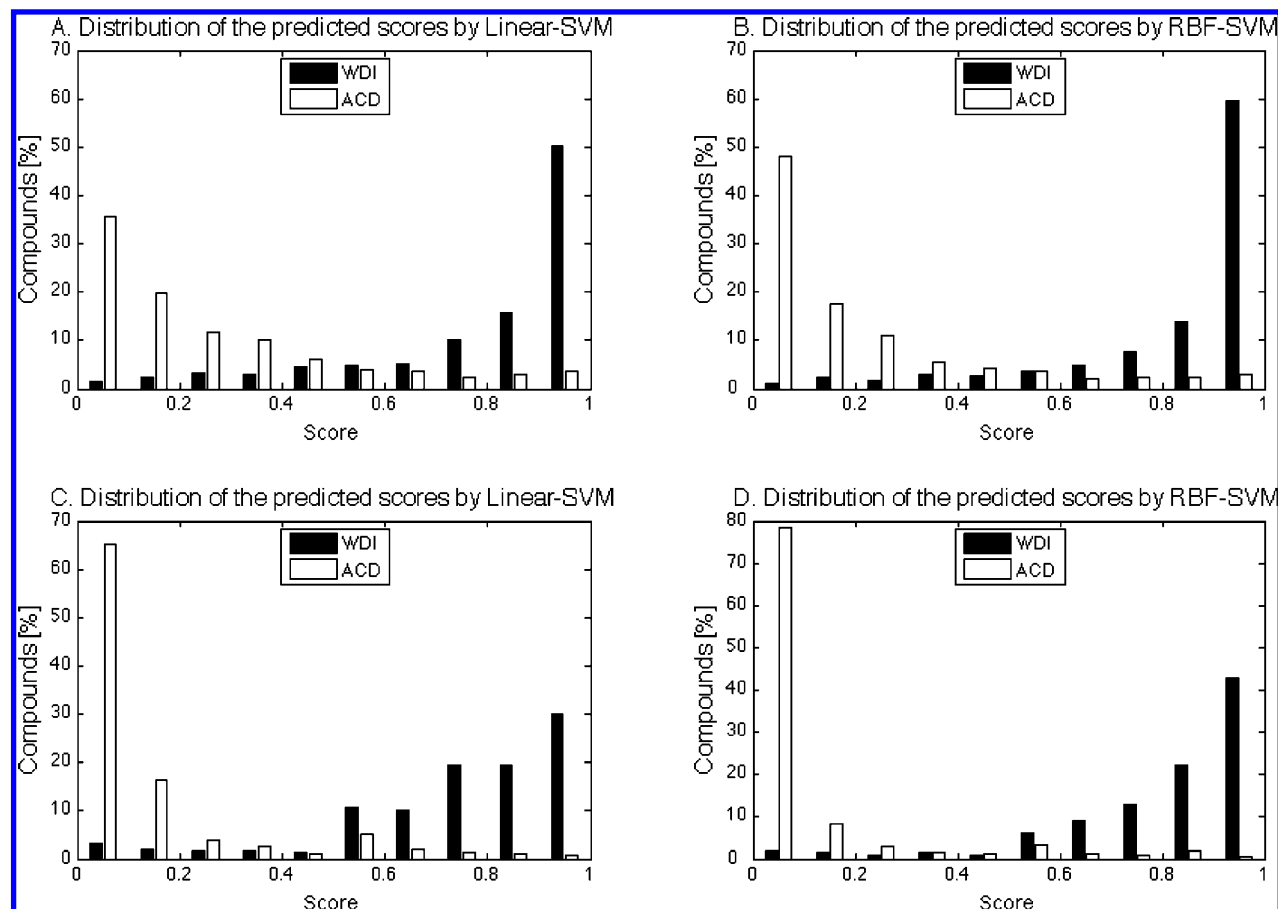 A. Distribution of the predicted scores by Linear-SVM
70
60
50
40
30
20
10
0
Compounds [%]
WDI
ACD
0 0.2 0.4 0.6 0.8 1
Score
B. Distribution of the predicted scores by RBF-SVM
70
60
50
40
30
20
10
0
Compounds [%]
WDI
ACD
0 0.2 0.4 0.6 0.8 1
Score
C. Distribution of the predicted scores by Linear-SVM
70
60
50
40
30
20
10
0
Compounds [%]
WDI
ACD
0 0.2 0.4 0.6 0.8 1
Score
D. Distribution of the predicted scores by RBF-SVM
80
70
60
50
40
30
20
10
0
Compounds [%]
WDI
ACD
0 0.2 0.4 0.6 0.8 1
Score